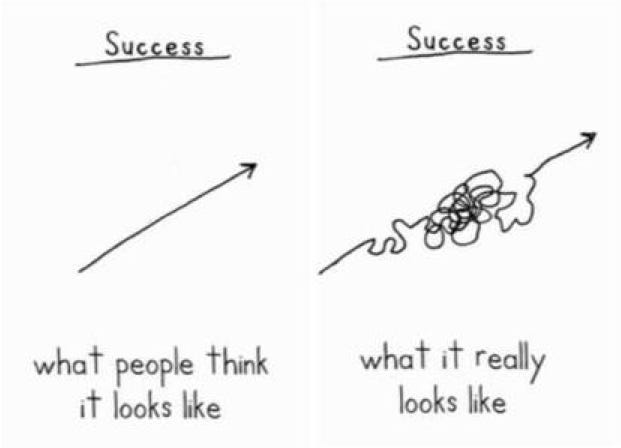 Success
what people think
it looks like
Success
what it really
looks like